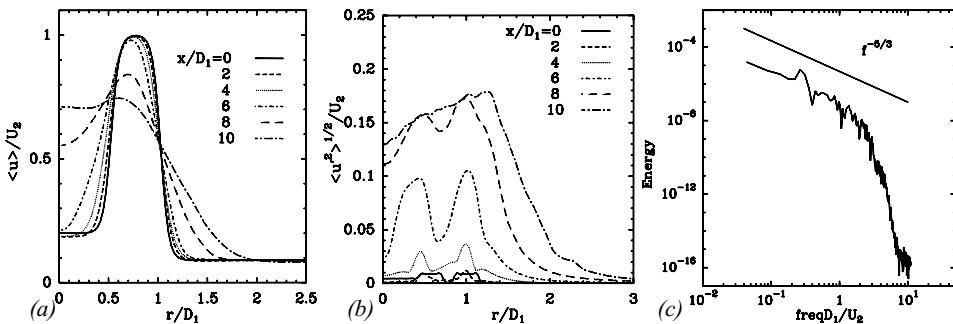 <u>/U₂
1
0.5
0
x/D₁=0
2
4
6
8
10
0 0.5 1 1.5 2 2.5
r/D₁
(a)
<u'²>^1/2/U₂
0.25
0.2
0.15
0.1
0.05
0
x/D₁=0
2
4
6
8
10
0 1 2 3
r/D₁
(b)
Energy
10⁻⁴
10⁻⁸
10⁻¹²
10⁻¹⁶
f^-5/3
10⁻² 10⁻¹ 1 10¹
freqD₁/U₂
(c)